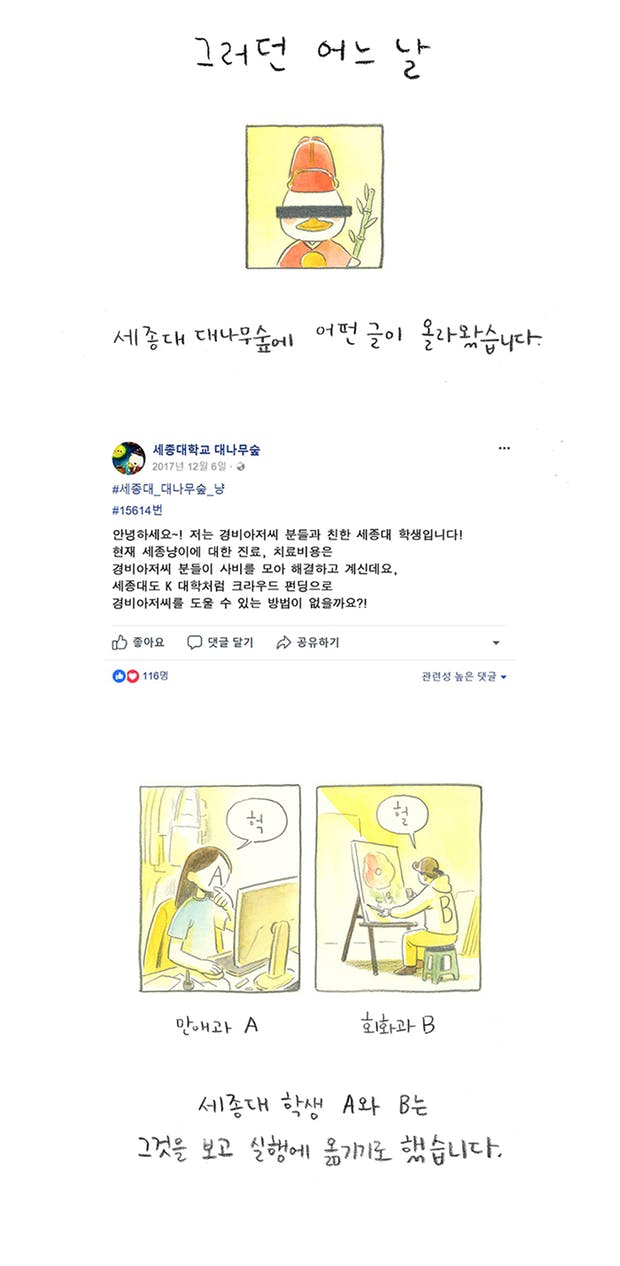 그러던 어느 날
세종대 대나무숲에 어떤 글이 올라왔습니다.
세종대학교 대나무숲
2017년 12월 6일 ·
#세종대_대나무숲_냥
#15614번
안녕하세요~! 저는 경비아저씨 분들과 친한 세종대 학생입니다!
현재 세종냥이에 대한 진료, 치료비용은
경비아저씨 분들이 사비를 모아 해결하고 계신데요,
세종대도 K 대학처럼 크라우드 펀딩으로
경비아저씨를 도울 수 있는 방법이 없을까요?!
좋아요 댓글 달기 공유하기
116명 관련성 높은 댓글
헉 헐
A B
만애과 A 회화과 B
세종대 학생 A와 B는
그것을 보고 실행에 옮기기로 했습니다.